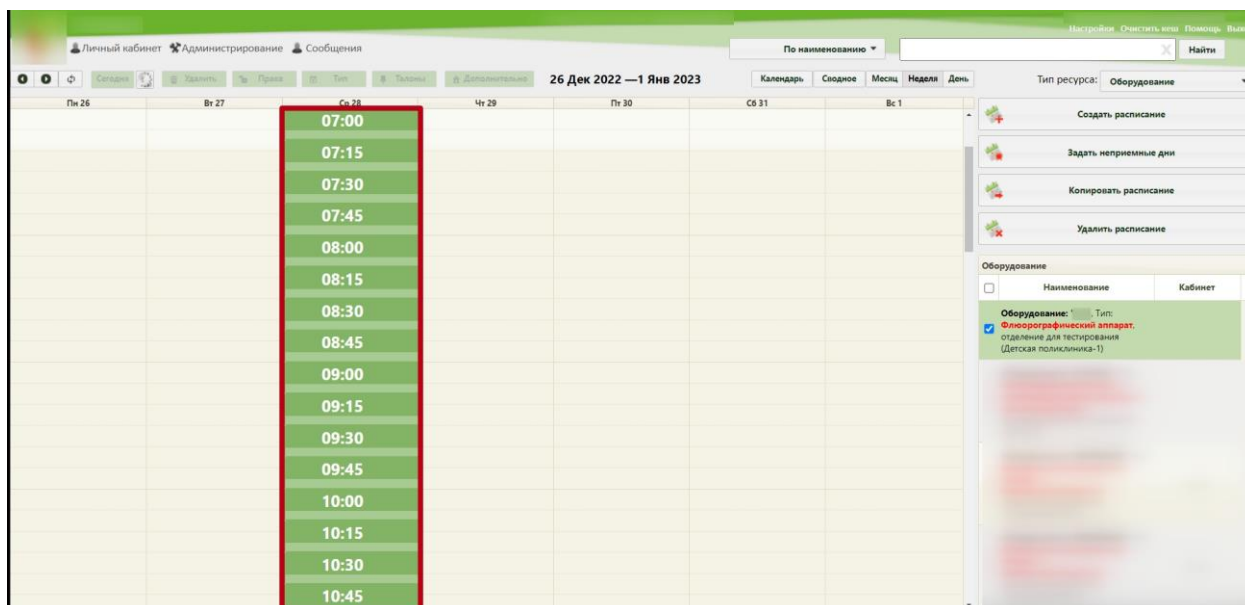 Настройки Очистить кеш Помощь
Личный кабинет Администрирование Сообщения
По наименованию
Найти
Сегодня Удалить Права Тип Талоны Дополнительно
26 Дек 2022 —1 Янв 2023
Календарь Сводное Месяц Неделя День
Тип ресурса: Оборудование
Пн 26 Вт 27 Ср 28 Чт 29 Пт 30 Сб 31 Вс 1
07:00
07:15
07:30
07:45
08:00
08:15
08:30
08:45
09:00
09:15
09:30
09:45
10:00
10:15
10:30
10:45
Создать расписание
Задать неприемные дни
Копировать расписание
Удалить расписание
Оборудование
Наименование Кабинет
Оборудование: , Тип:
Флюорографический аппарат,
отделение для тестирования
(Детская поликлиника-1)